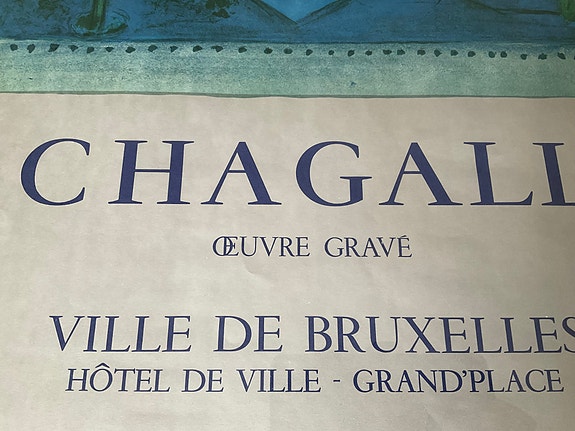 CHAGALL
ŒUVRE GRAVÉ
VILLE DE BRUXELLES
HÔTEL DE VILLE - GRAND'PLACE